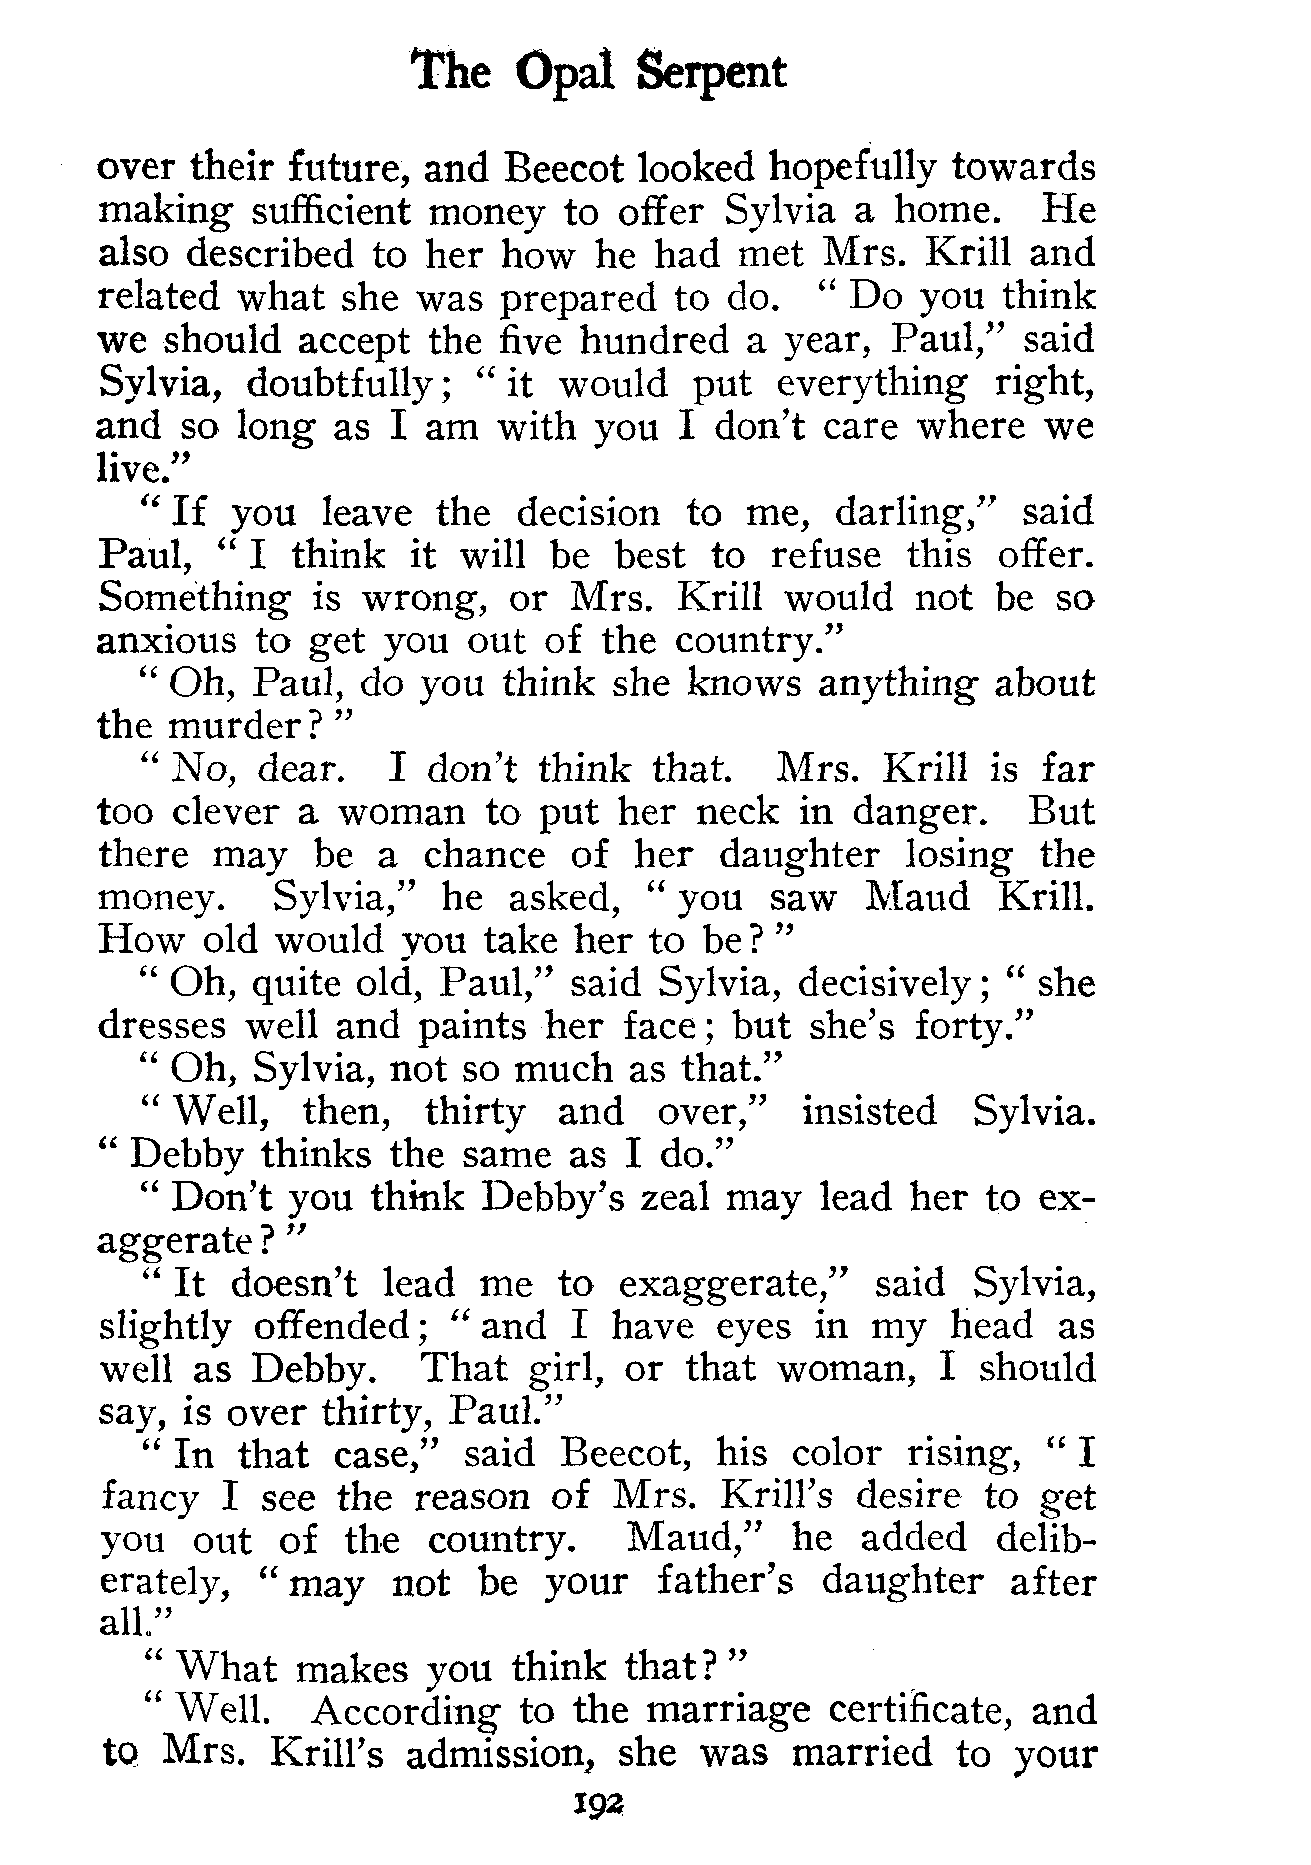 The Opal Serpent
over their future, and Beecot looked hopefully towards
making sufficient money to offer Sylvia a home. He
also described to her how he had met Mrs. Krill and
related what she was prepared to do. " Do you think
we should accept the five hundred a year, Paul," said
Sylvia, doubtfully; " it would put everything right,
and so long as I am with you I don't care where we
live."
" If you leave the decision to me, darling," said
Paul, " I think it will be best to refuse this offer.
Something is wrong, or Mrs. Krill would not be so
anxious to get you out of the country."
" Oh, Paul, do you think she knows anything about
the murder? "
" No, dear. I don't think that. Mrs. Krill is far
too clever a woman to put her neck in danger. But
there may be a chance of her daughter losing the
money. Sylvia," he asked, " you saw Maud Krill.
How old would you take her to be? "
" Oh, quite old, Paul," said Sylvia, decisively; " she
dresses well and paints her face; but she's forty."
" Oh, Sylvia, not so much as that."
" Well, then, thirty and over," insisted Sylvia.
" Debby thinks the same as I do."
" Don't you think Debby's zeal may lead her to ex-
aggerate? "
" It doesn't lead me to exaggerate," said Sylvia,
slightly offended; " and I have eyes in my head as
well as Debby. That girl, or that woman, I should
say, is over thirty, Paul."
" In that case," said Beecot, his color rising, " I
fancy I see the reason of Mrs. Krill's desire to get
you out of the country. Maud," he added delib-
erately, " may not be your father's daughter after
all."
" What makes you think that? "
" Well. According to the marriage certificate, and
to Mrs. Krill's admission, she was married to your
192